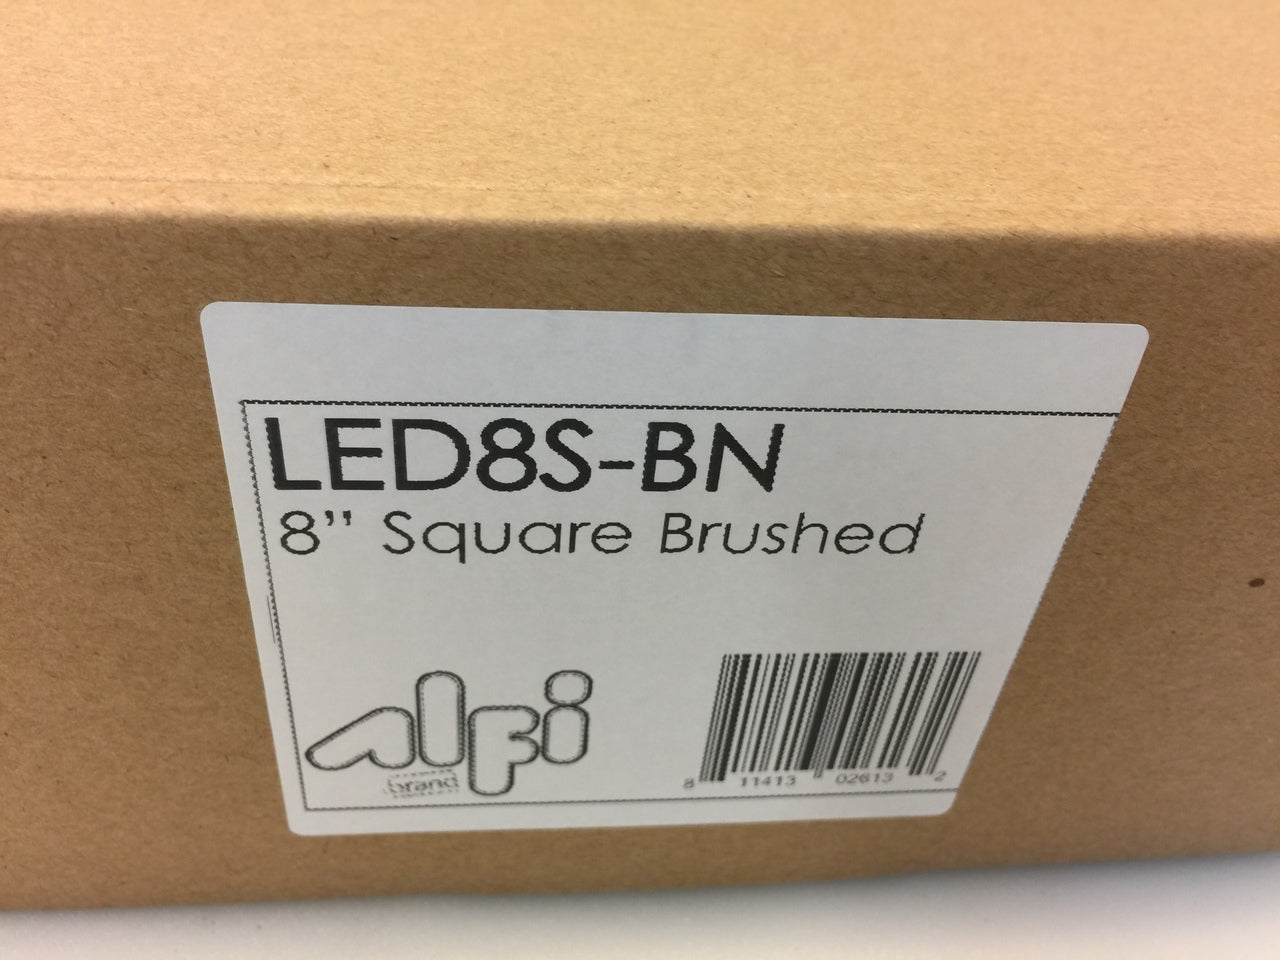 LED8S-BN
8” Square Brushed
alfi
brand
8 11413 02613 2